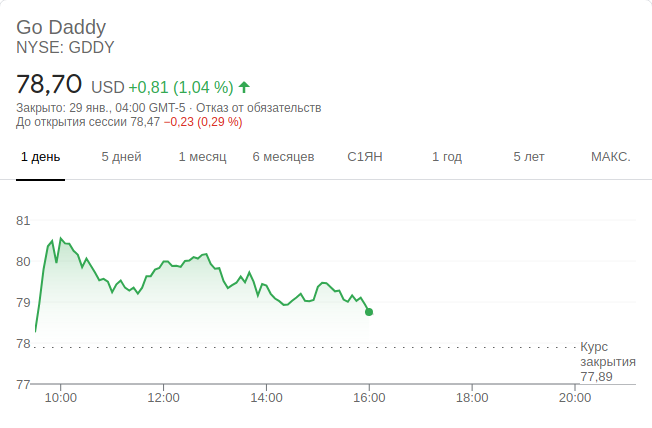 Go Daddy
NYSE: GDDY
78,70 USD +0,81 (1,04 %)
Закрыто: 29 янв., 04:00 GMT-5 · Отказ от обязательств
До открытия сессии 78,47 −0,23 (0,29 %)
1 день 5 дней 1 месяц 6 месяцев С1ЯН 1 год 5 лет МАКС.
81
80
79
78
Курс
закрытия
77,89
77
10:00 12:00 14:00 16:00 18:00 20:00